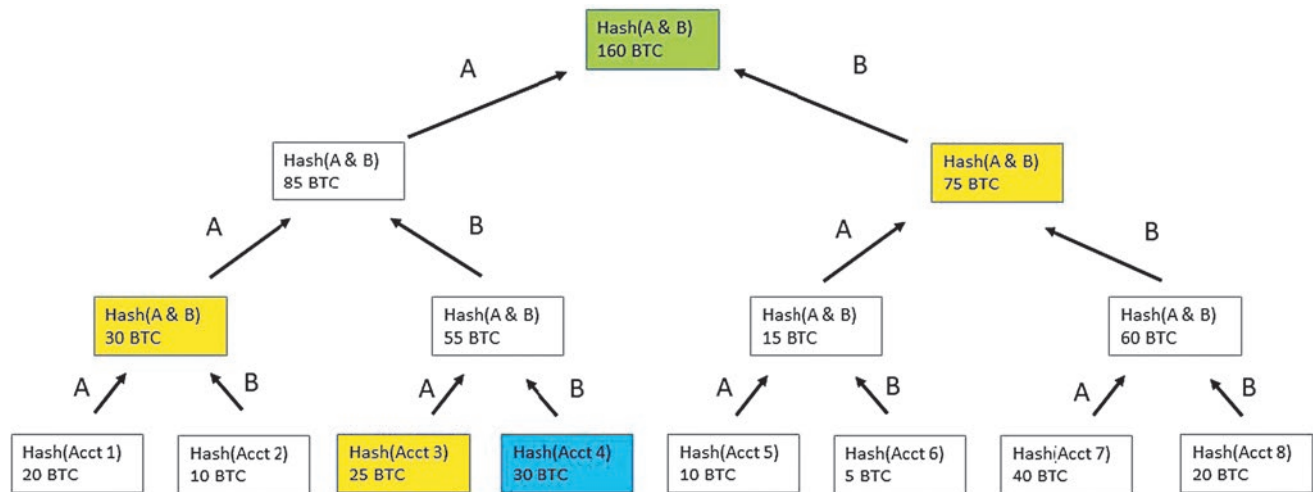 Hash(A & B)
160 BTC
A
B
Hash(A & B)
85 BTC
Hash(A & B)
75 BTC
A
B
A
B
Hash(A & B)
30 BTC
Hash(A & B)
55 BTC
Hash(A & B)
15 BTC
Hash(A & B)
60 BTC
A
B
A
B
A
B
A
B
Hash(Acct 1)
20 BTC
Hash(Acct 2)
10 BTC
Hash(Acct 3)
25 BTC
Hash(Acct 4)
30 BTC
Hash(Acct 5)
10 BTC
Hash(Acct 6)
5 BTC
Hash(Acct 7)
40 BTC
Hash(Acct 8)
20 BTC